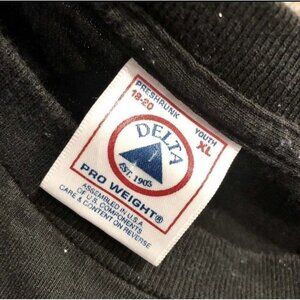 PRESHRUNK
18-20
YOUTH
XL
DELTA
EST. 1903
PRO WEIGHT®
ASSEMBLED IN U.S.A
OF U.S. COMPONENTS
CARE & CONTENT ON REVERSE